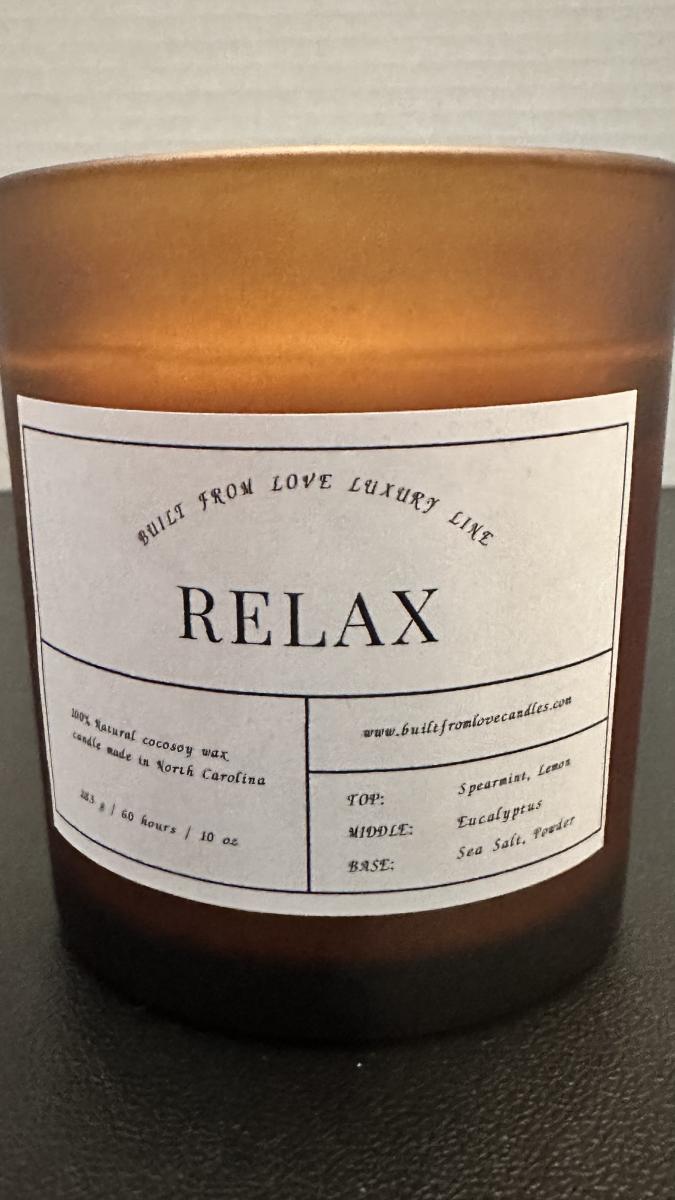 BUILT FROM LOVE LUXURY LINE
RELAX
100% Natural cocosoy wax
candle made in North Carolina
283 g / 60 hours / 10 oz
www.builtfromlovecandles.com
TOP: Spearmint, Lemon
MIDDLE: Eucalyptus
BASE: Sea Salt, Powder